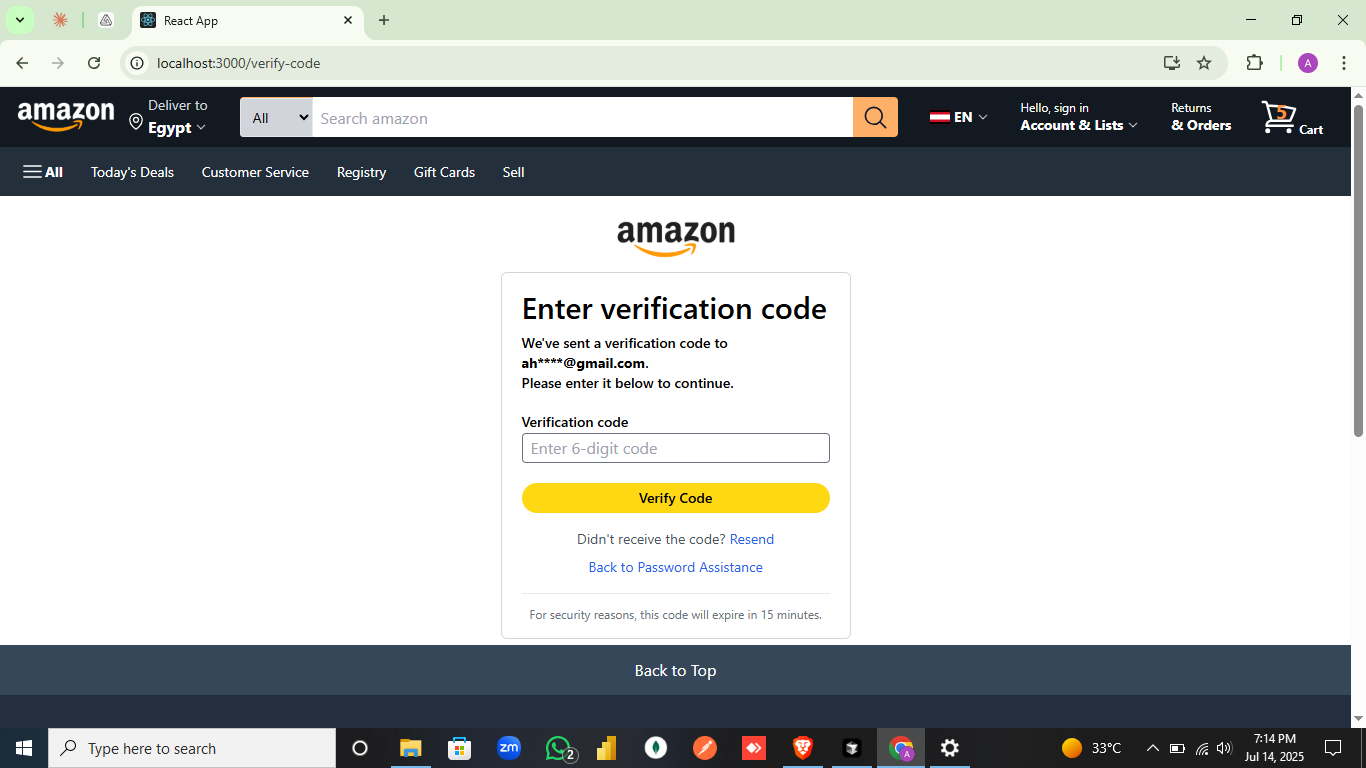 React App
localhost:3000/verify-code
A
amazon
Deliver to
Egypt
All
Search amazon
EN
Hello, sign in
Account & Lists
Returns
& Orders
5
Cart
All
Today's Deals
Customer Service
Registry
Gift Cards
Sell
amazon
Enter verification code
We've sent a verification code to
ah****@gmail.com.
Please enter it below to continue.
Verification code
Enter 6-digit code
Verify Code
Didn't receive the code? Resend
Back to Password Assistance
For security reasons, this code will expire in 15 minutes.
Back to Top
Type here to search
zm
2
A
33°C
7:14 PM
Jul 14, 2025